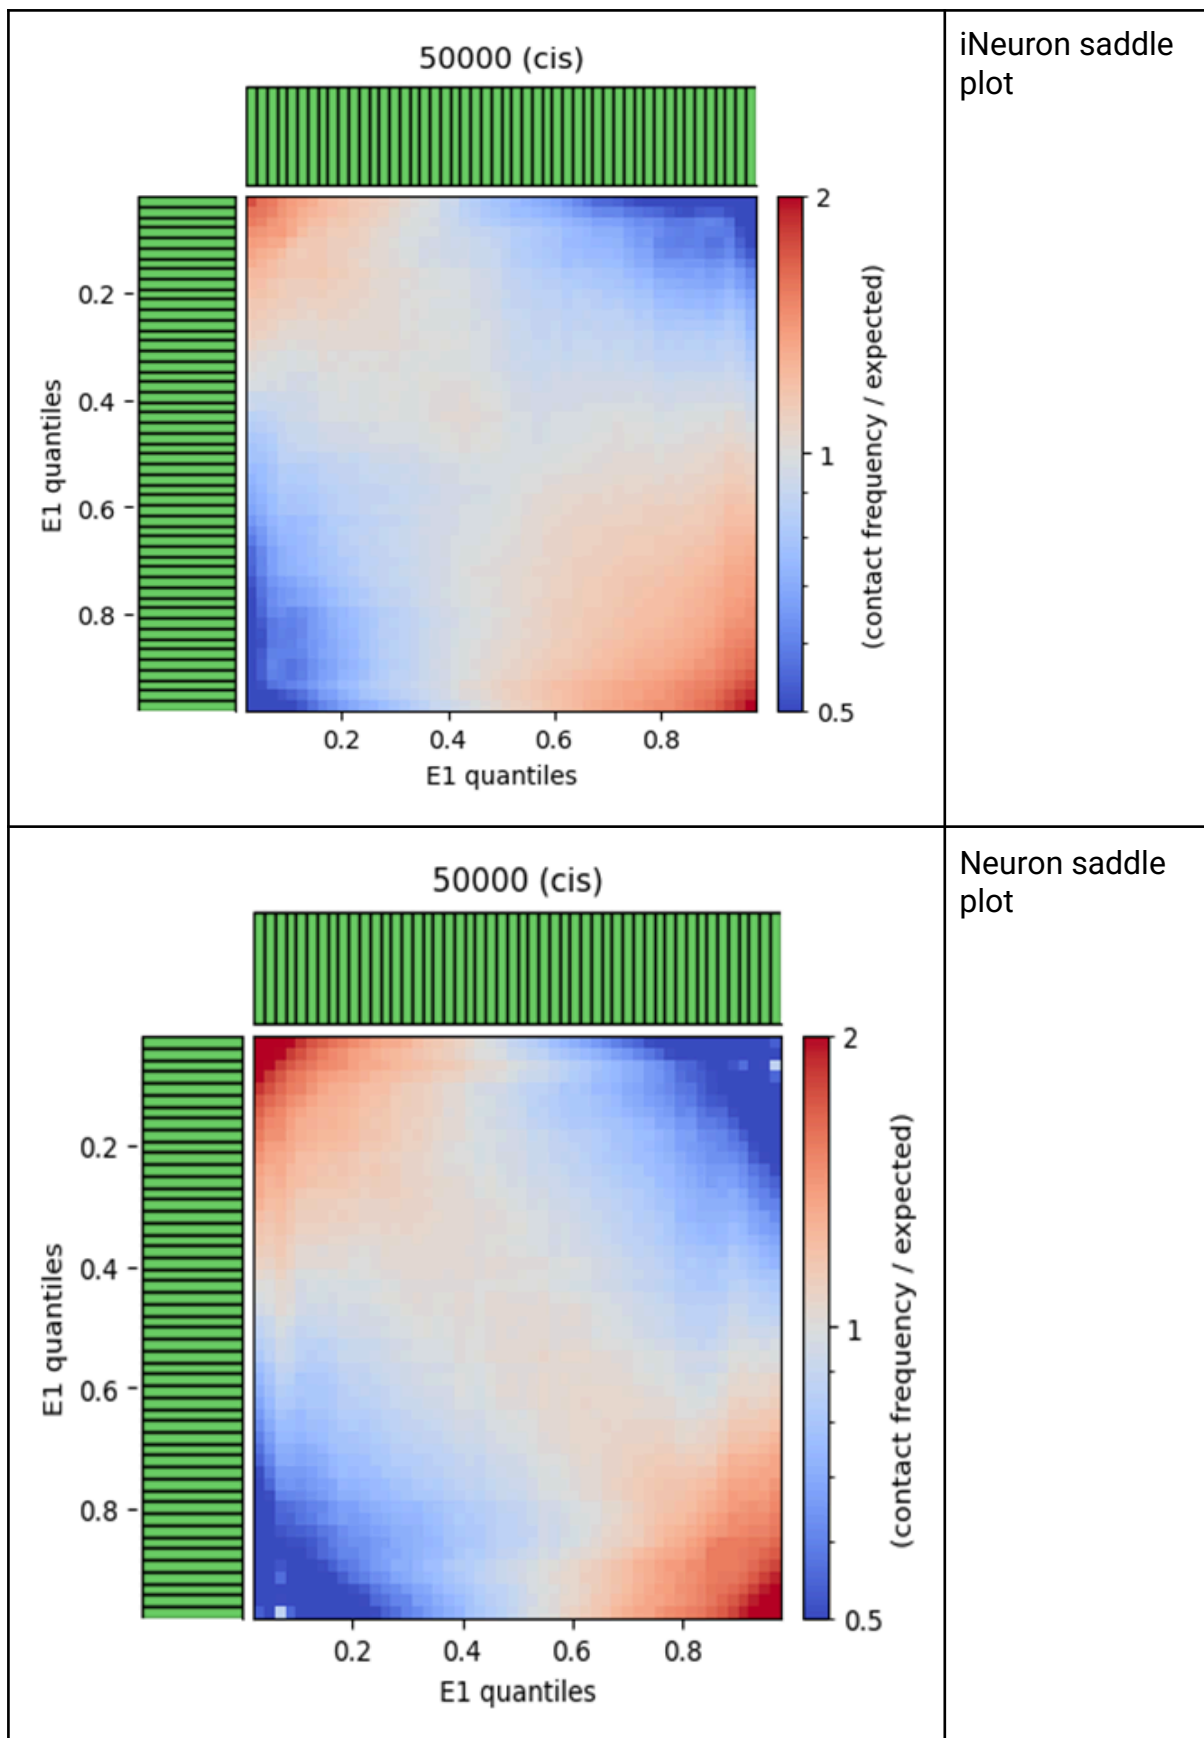 50000 (cis)
iNeuron saddle
plot
E1 quantiles
0.2
0.4
0.6
0.8
0.2
0.4
0.6
0.8
E1 quantiles
2
1
0.5
(contact frequency / expected)
50000 (cis)
Neuron saddle
plot
E1 quantiles
0.2
0.4
0.6
0.8
0.2
0.4
0.6
0.8
E1 quantiles
2
1
0.5
(contact frequency / expected)